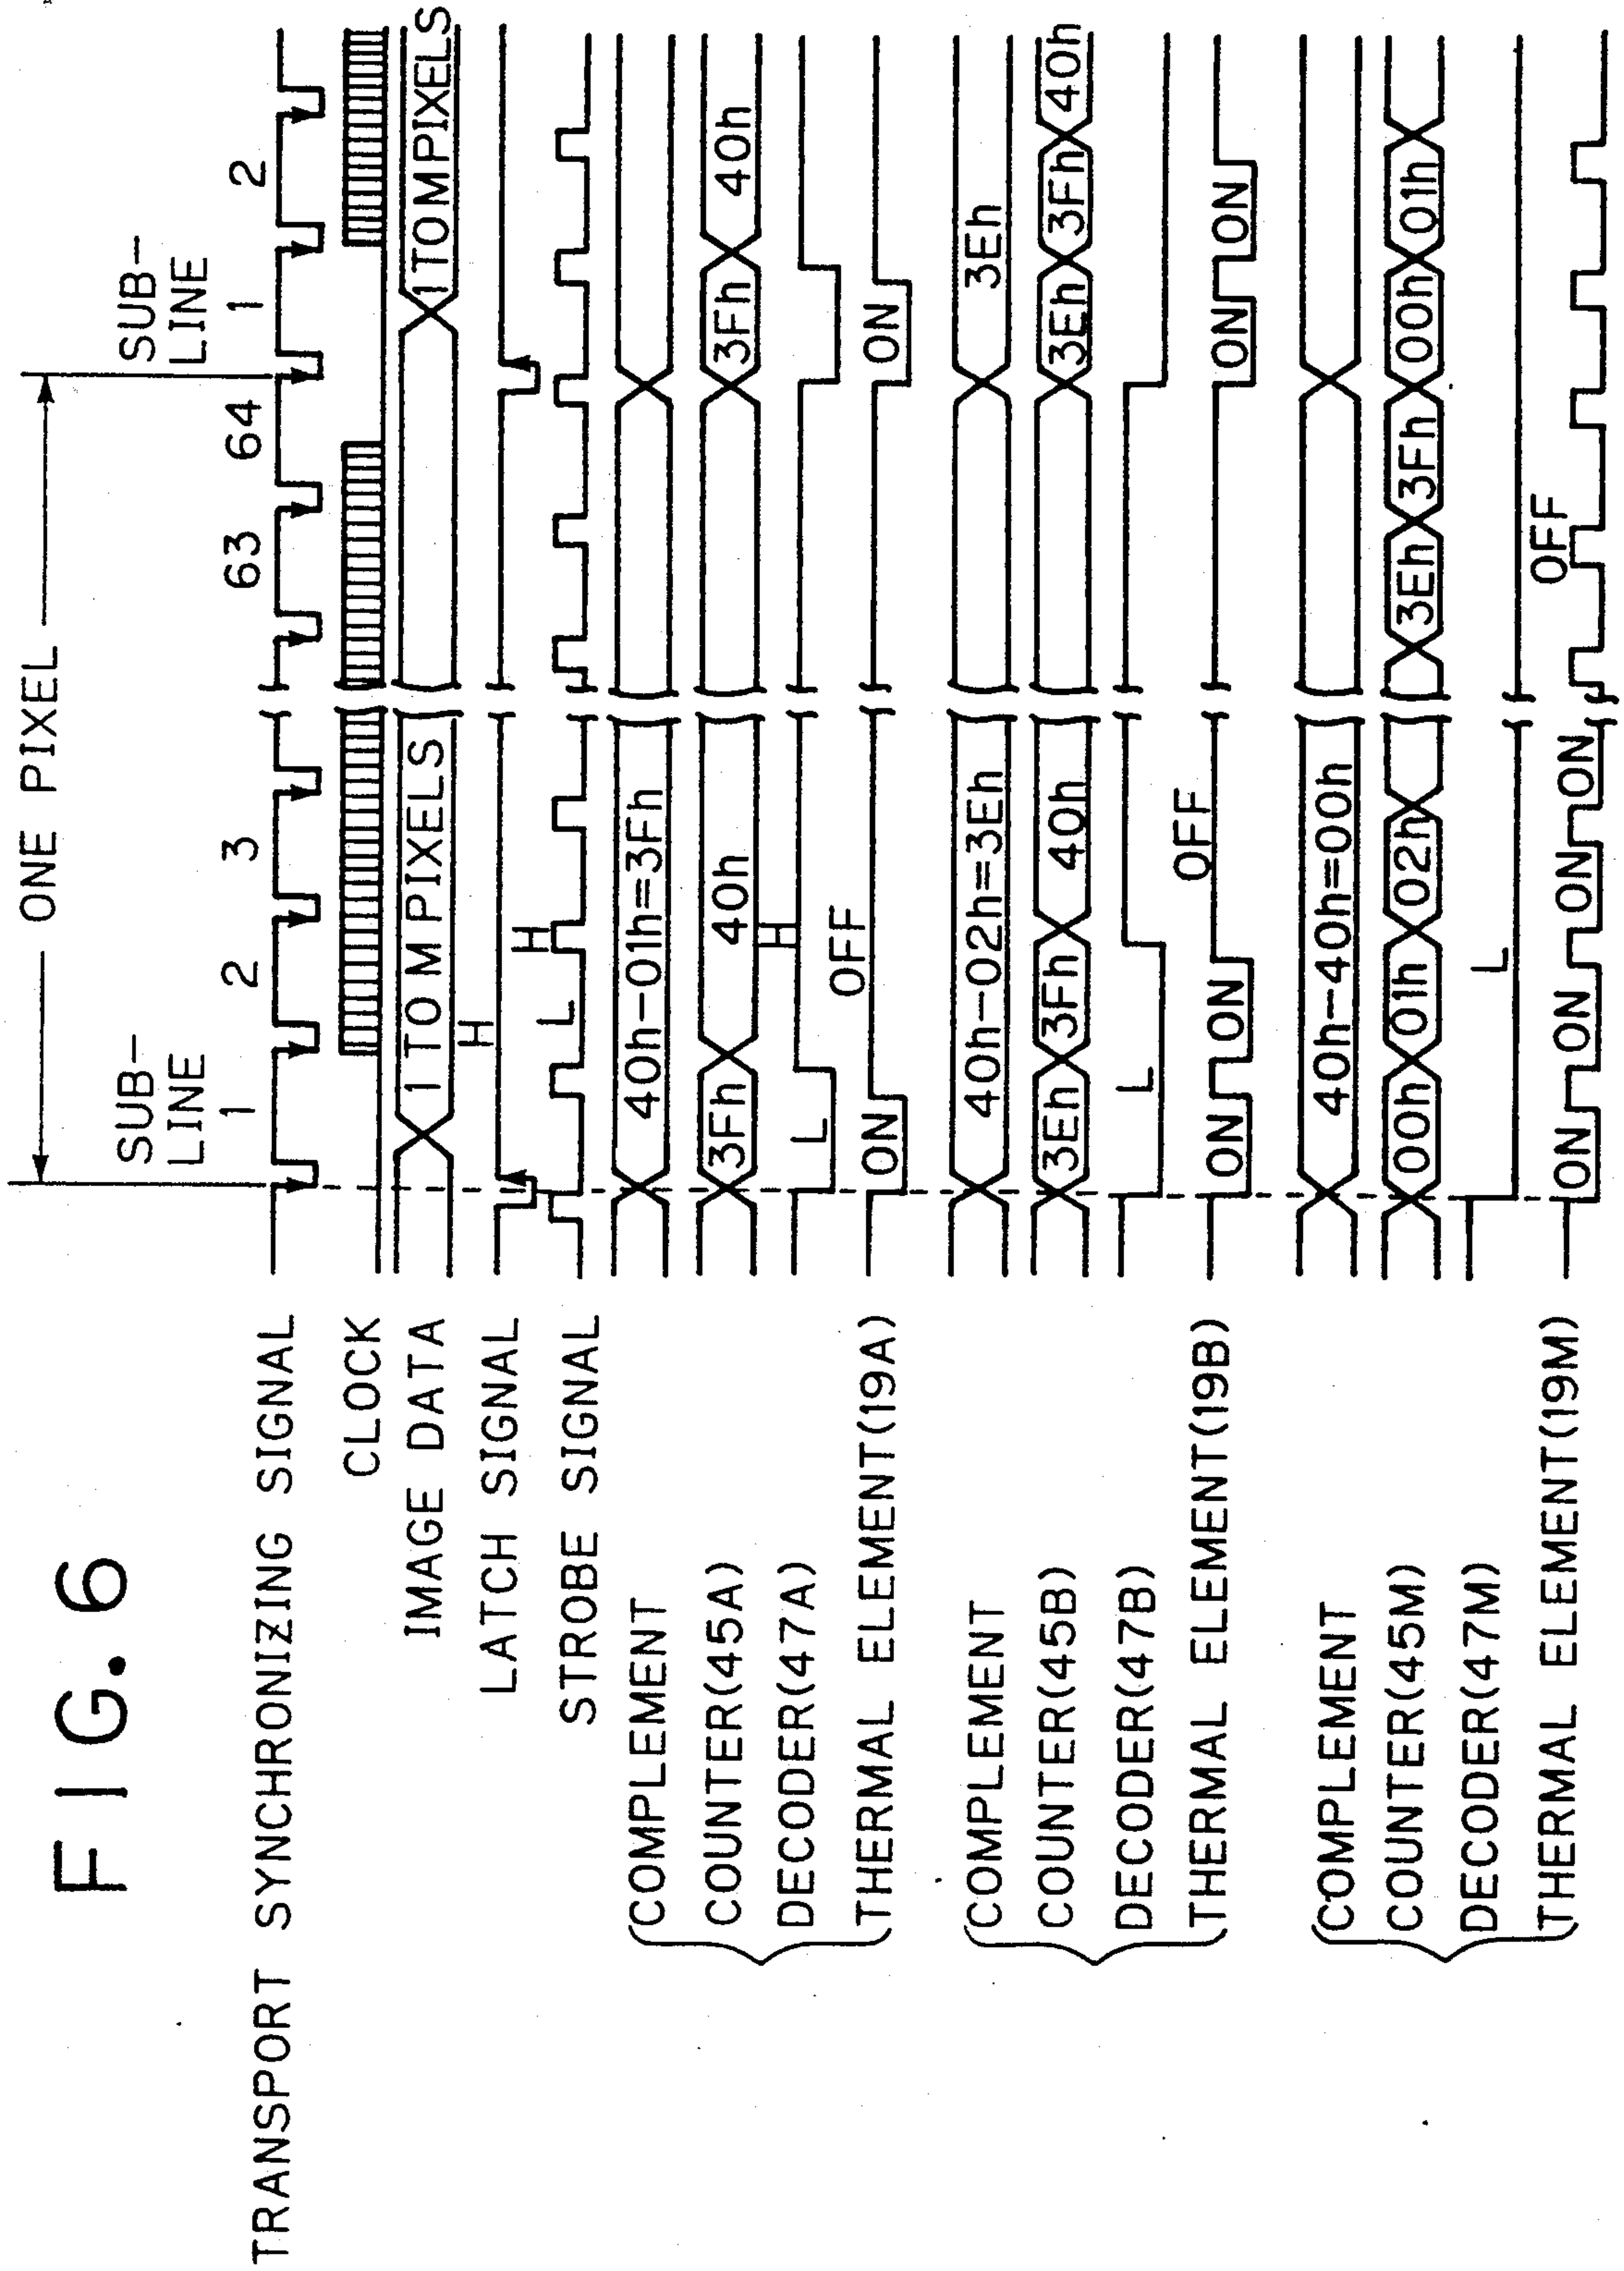 FIG. 6
ONE PIXEL
SUB-
LINE
1 2 3 63 64
SUB-
LINE
1 2
TRANSPORT SYNCHRONIZING SIGNAL
CLOCK
IMAGE DATA 1 TO M PIXELS 1 TO M PIXELS
LATCH SIGNAL H
STROBE SIGNAL L H
COMPLEMENT 40h-01h=3Fh
COUNTER(45A) 3Fh 40h 3Fh 40h
DECODER(47A) L H
THERMAL ELEMENT(19A) ON OFF ON
COMPLEMENT 40h-02h=3Eh 3Eh
COUNTER(45B) 3Eh 3Fh 40h 3Eh 3Fh 40h
DECODER(47B) L
THERMAL ELEMENT(19B) ON ON OFF ON ON
COMPLEMENT 40h-40h=00h
COUNTER(45M) 00h 01h 02h 3Eh 3Fh 00h 01h
DECODER(47M) L
THERMAL ELEMENT(19M) ON ON ON ON OFF